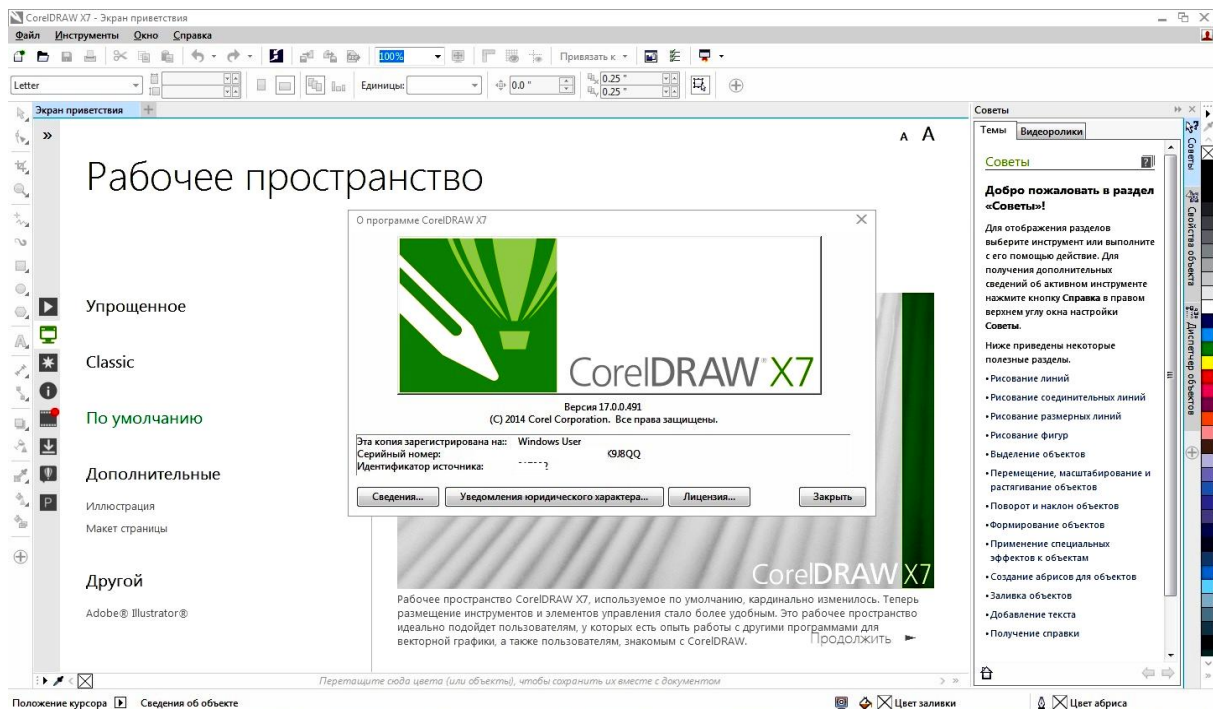 CorelDRAW X7 - Экран приветствия
Файл Инструменты Окно Справка
100% Привязать к
Letter Единицы: 0.0 " 0.25 "
0.25 "
Экран приветствия
A A
Рабочее пространство
Упрощенное
Classic
По умолчанию
Дополнительные
Иллюстрация
Макет страницы
Другой
Adobe® Illustrator®
О программе CorelDRAW X7
CorelDRAW X7
Версия 17.0.0.491
(C) 2014 Corel Corporation. Все права защищены.
Эта копия зарегистрирована на:: Windows User
Серийный номер: K9J8QQ
Идентификатор источника:
Сведения... Уведомления юридического характера... Лицензия... Закрыть
CorelDRAW X7
Рабочее пространство CorelDRAW X7, используемое по умолчанию, кардинально изменилось. Теперь
размещение инструментов и элементов управления стало более удобным. Это рабочее пространство
идеально подойдет пользователям, у которых есть опыть работы с другими программами для
векторной графики, а также пользователям, знакомым с CorelDRAW.
Продолжить
Советы
Темы Видеоролики
Советы
Добро пожаловать в раздел
«Советы»!
Для отображения разделов
выберите инструмент или выполните
с его помощью действие. Для
получения дополнительных
сведений об активном инструменте
нажмите кнопку Справка в правом
верхнем углу окна настройки
Советы.
Ниже приведены некоторые
полезные разделы.
•Рисование линий
•Рисование соединительных линий
•Рисование размерных линий
•Рисование фигур
•Выделение объектов
•Перемещение, масштабирование и
растягивание объектов
•Поворот и наклон объектов
•Формирование объектов
•Применение специальных
эффектов к объектам
•Создание абрисов для объектов
•Заливка объектов
•Добавление текста
•Получение справки
Советы
Свойства объекта
Диспетчер объектов
Перетащите сюда цвета (или объекты), чтобы сохранить их вместе с документом
Положение курсора Сведения об объекте Цвет заливки Цвет абриса